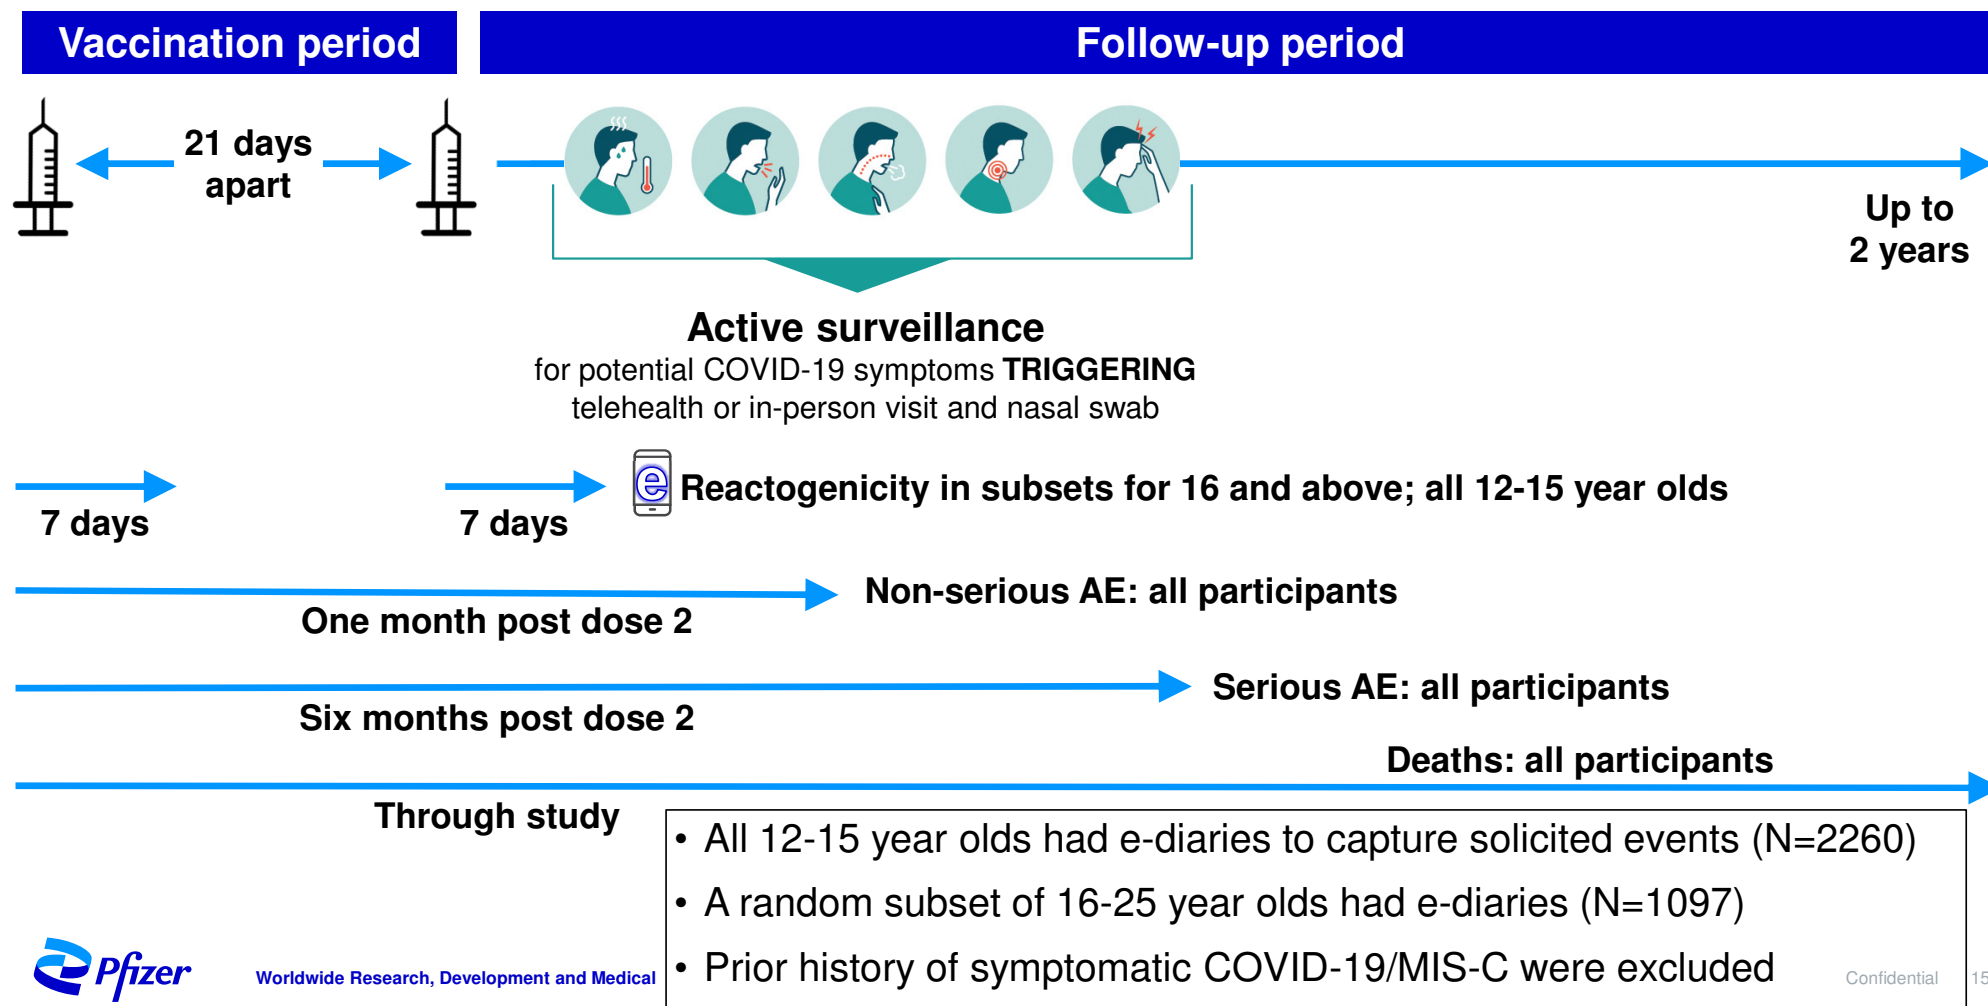 Vaccination period
Follow-up period
21 days
apart
Up to
2 years
Active surveillance
for potential COVID-19 symptoms TRIGGERING
telehealth or in-person visit and nasal swab
7 days
7 days
e
Reactogenicity in subsets for 16 and above; all 12-15 year olds
Non-serious AE: all participants
One month post dose 2
Serious AE: all participants
Six months post dose 2
Deaths: all participants
Through study
• All 12-15 year olds had e-diaries to capture solicited events (N=2260)
• A random subset of 16-25 year olds had e-diaries (N=1097)
• Prior history of symptomatic COVID-19/MIS-C were excluded
Pfizer
Worldwide Research, Development and Medical
Confidential
15